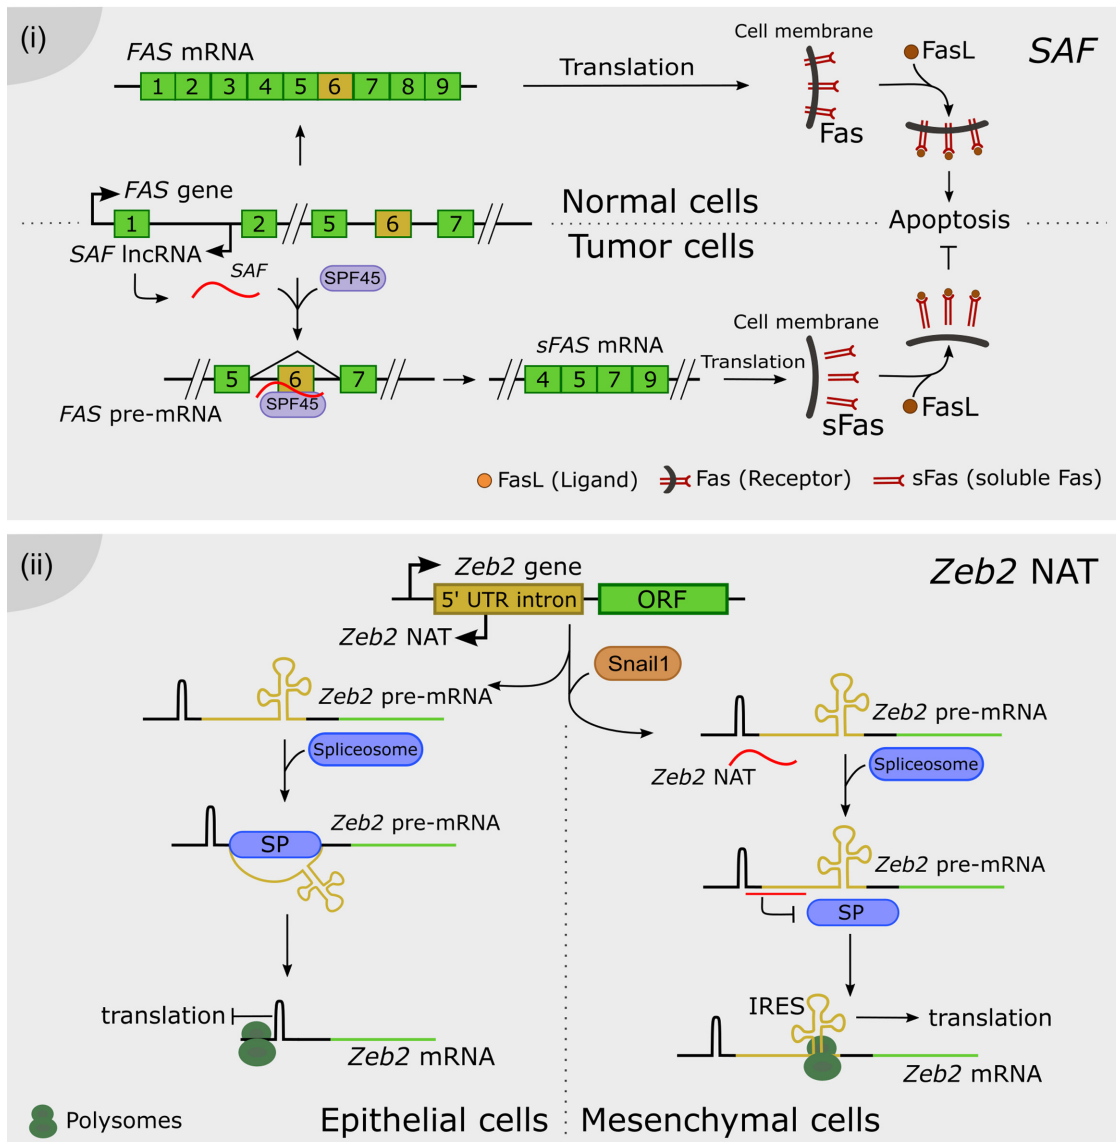 (i)
SAF
FAS mRNA
1 2 3 4 5 6 7 8 9
Translation
Cell membrane
Fas
FasL
FAS gene
1 2 5 6 7
SAF lncRNA
Normal cells
Apoptosis
Tumor cells
SAF
SPF45
5 6 7
SPF45
FAS pre-mRNA
sFAS mRNA
4 5 7 9
Translation
Cell membrane
sFas
FasL
FasL (Ligand)
Fas (Receptor)
sFas (soluble Fas)
(ii)
Zeb2 NAT
Zeb2 gene
5' UTR intron
ORF
Zeb2 NAT
Snail1
Zeb2 pre-mRNA
Spliceosome
Zeb2 pre-mRNA
SP
translation
Zeb2 mRNA
Polysomes
Epithelial cells
Zeb2 pre-mRNA
Zeb2 NAT
Spliceosome
Zeb2 pre-mRNA
SP
IRES
translation
Zeb2 mRNA
Mesenchymal cells